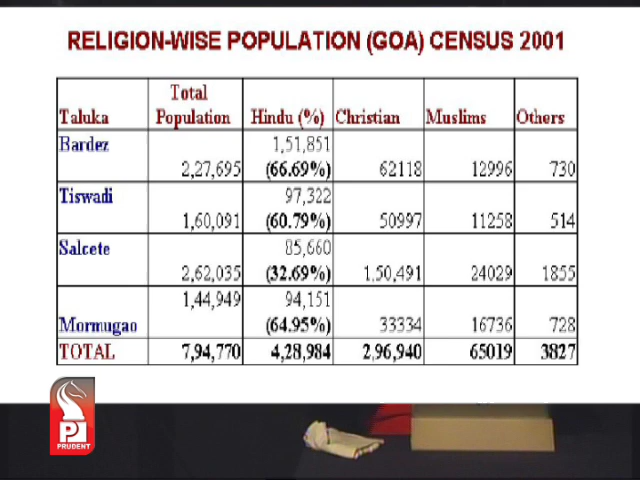 RELIGION-WISE POPULATION (GOA) CENSUS 2001
Taluka Total Population Hindu (%) Christian Muslims Others
Bardez 2,27,695 1,51,851 (66.69%) 62118 12996 730
Tiswadi 1,60,091 97,322 (60.79%) 50997 11258 514
Salcete 2,62,035 85,660 (32.69%) 1,50,491 24029 1855
Mormugao 1,44,949 94,151 (64.95%) 33334 16736 728
TOTAL 7,94,770 4,28,984 2,96,940 65019 3827
PRUDENT